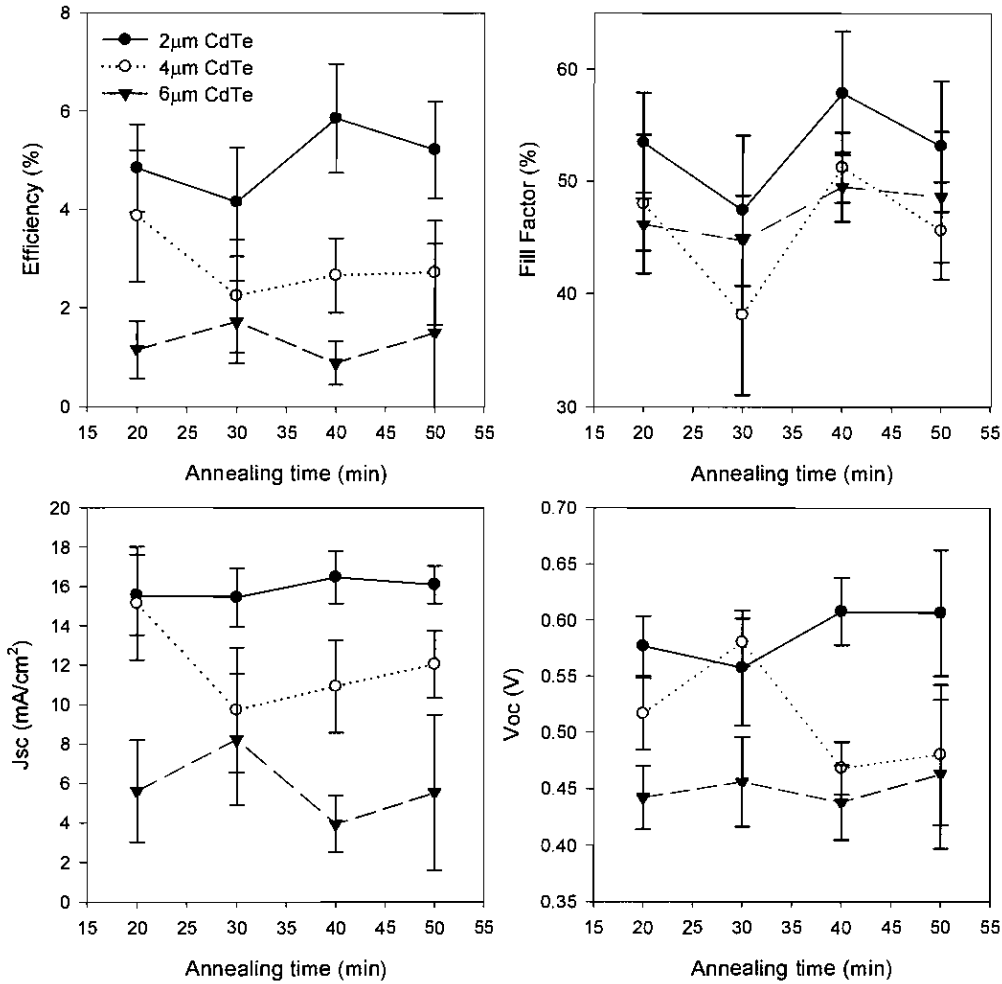 8
6
4
2
0
Efficiency (%)
2μm CdTe
4μm CdTe
6μm CdTe
15 20 25 30 35 40 45 50 55
Annealing time (min)
60
50
40
30
Fill Factor (%)
15 20 25 30 35 40 45 50 55
Annealing time (min)
20
18
16
14
12
10
8
6
4
2
0
Jsc (mA/cm²)
15 20 25 30 35 40 45 50 55
Annealing time (min)
0.70
0.65
0.60
0.55
0.50
0.45
0.40
0.35
Voc (V)
15 20 25 30 35 40 45 50 55
Annealing time (min)